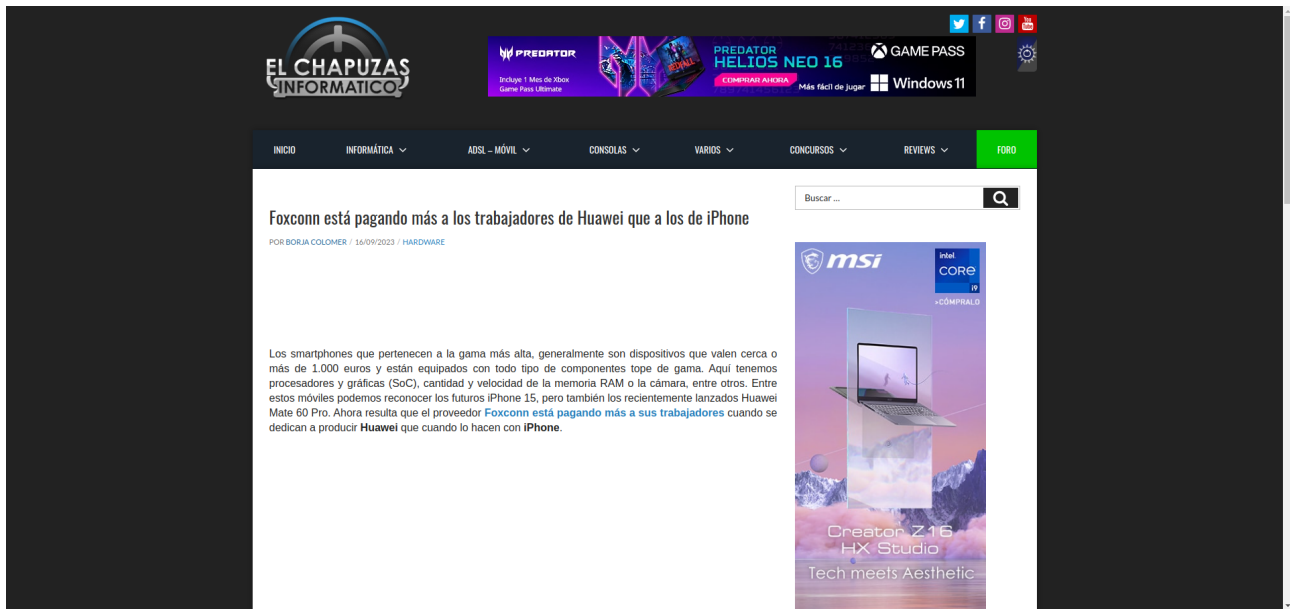 EL CHAPUZAS
INFORMÁTICO
PREDATOR
Incluye 1 Mes de Xbox
Game Pass Ultimate
PREDATOR
HELIOS NEO 16
COMPRAR AHORA
Más fácil de jugar
GAME PASS
Windows 11
INICIO INFORMÁTICA ADSL – MÓVIL CONSOLAS VARIOS CONCURSOS REVIEWS FORO
Buscar ...
Foxconn está pagando más a los trabajadores de Huawei que a los de iPhone
POR BORJA COLOMER / 16/09/2023 / HARDWARE
Los smartphones que pertenecen a la gama más alta, generalmente son dispositivos que valen cerca o
más de 1.000 euros y están equipados con todo tipo de componentes tope de gama. Aquí tenemos
procesadores y gráficas (SoC), cantidad y velocidad de la memoria RAM o la cámara, entre otros. Entre
estos móviles podemos reconocer los futuros iPhone 15, pero también los recientemente lanzados Huawei
Mate 60 Pro. Ahora resulta que el proveedor Foxconn está pagando más a sus trabajadores cuando se
dedican a producir Huawei que cuando lo hacen con iPhone.
msi
intel
CORE
i9
»CÓMPRALO
Creator Z16
HX Studio
Tech meets Aesthetic